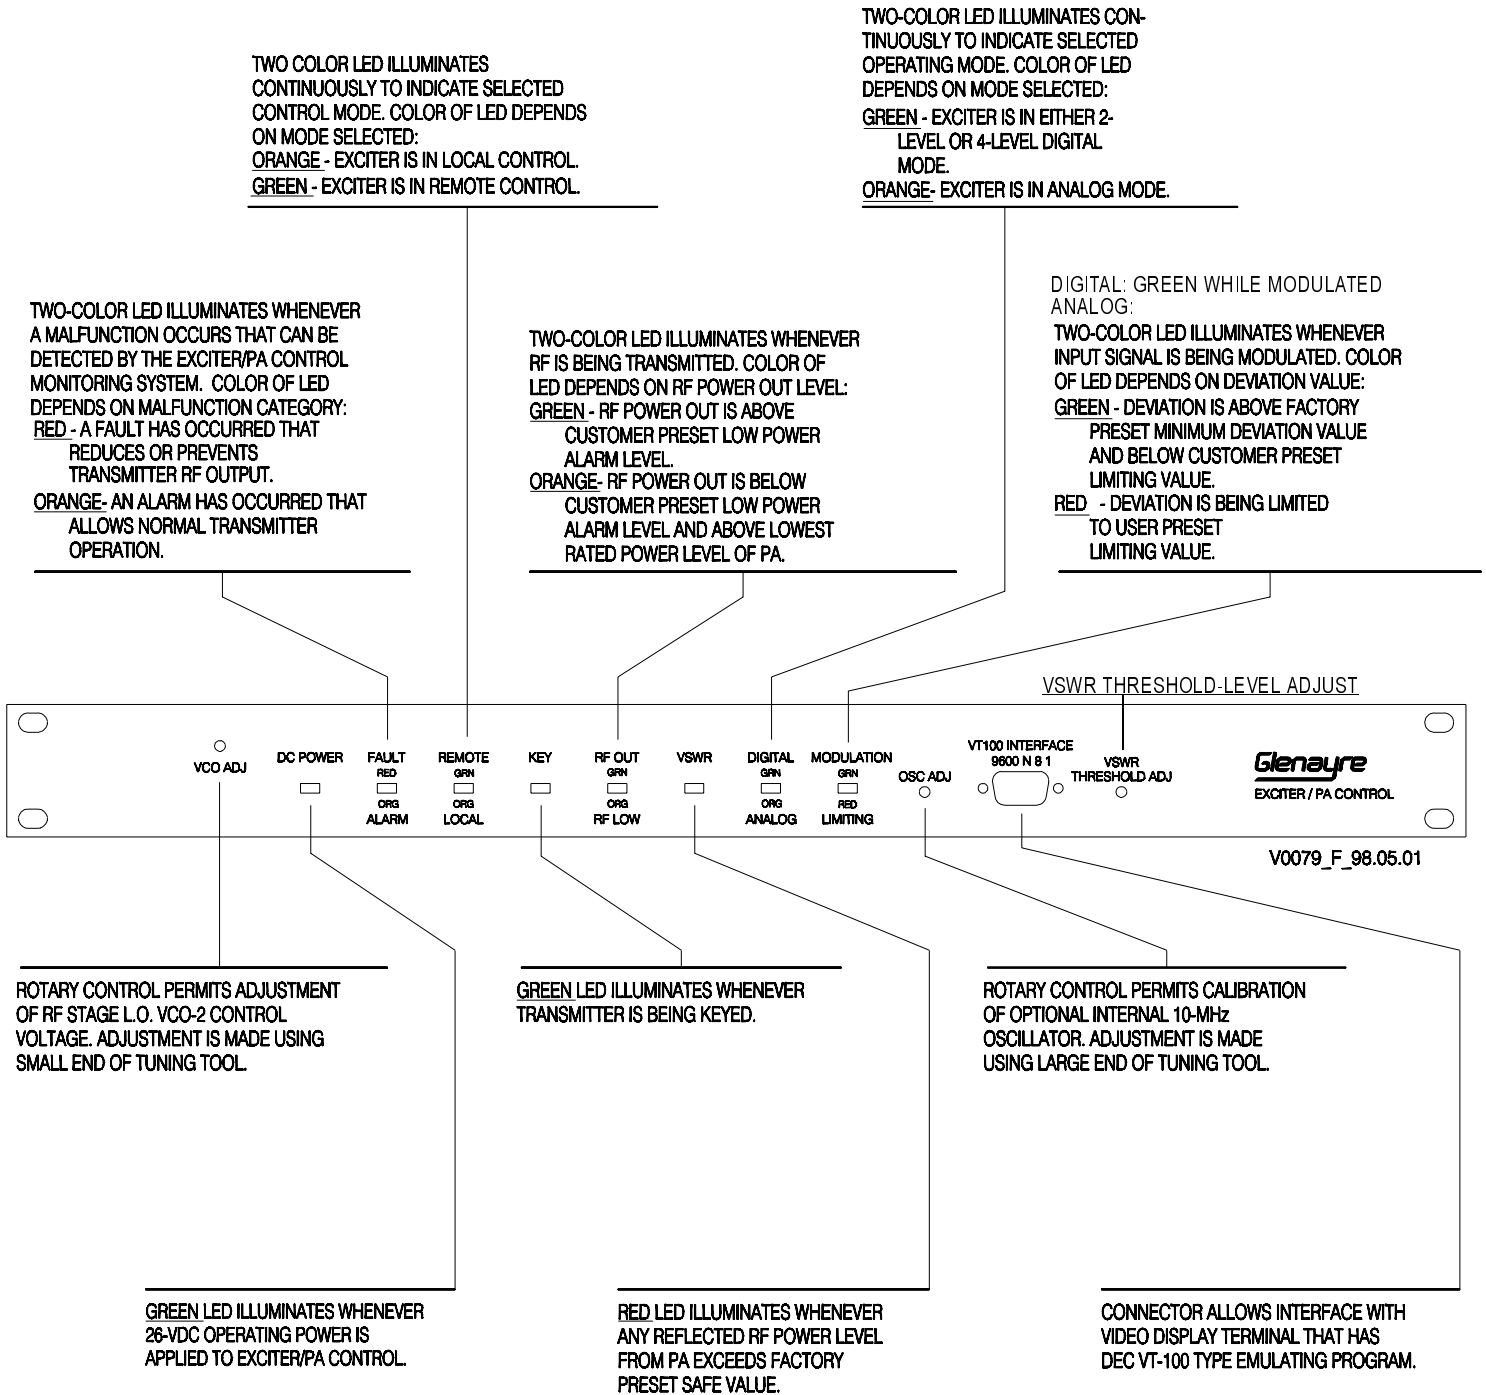 TWO COLOR LED ILLUMINATES
CONTINUOUSLY TO INDICATE SELECTED
CONTROL MODE. COLOR OF LED DEPENDS
ON MODE SELECTED:
ORANGE - EXCITER IS IN LOCAL CONTROL.
GREEN - EXCITER IS IN REMOTE CONTROL.
TWO-COLOR LED ILLUMINATES CON-
TINUOUSLY TO INDICATE SELECTED
OPERATING MODE. COLOR OF LED
DEPENDS ON MODE SELECTED:
GREEN - EXCITER IS IN EITHER 2-
LEVEL OR 4-LEVEL DIGITAL
MODE.
ORANGE- EXCITER IS IN ANALOG MODE.
TWO-COLOR LED ILLUMINATES WHENEVER
A MALFUNCTION OCCURS THAT CAN BE
DETECTED BY THE EXCITER/PA CONTROL
MONITORING SYSTEM. COLOR OF LED
DEPENDS ON MALFUNCTION CATEGORY:
RED - A FAULT HAS OCCURRED THAT
REDUCES OR PREVENTS
TRANSMITTER RF OUTPUT.
ORANGE- AN ALARM HAS OCCURRED THAT
ALLOWS NORMAL TRANSMITTER
OPERATION.
TWO-COLOR LED ILLUMINATES WHENEVER
RF IS BEING TRANSMITTED. COLOR OF
LED DEPENDS ON RF POWER OUT LEVEL:
GREEN - RF POWER OUT IS ABOVE
CUSTOMER PRESET LOW POWER
ALARM LEVEL.
ORANGE- RF POWER OUT IS BELOW
CUSTOMER PRESET LOW POWER
ALARM LEVEL AND ABOVE LOWEST
RATED POWER LEVEL OF PA.
DIGITAL: GREEN WHILE MODULATED
ANALOG:
TWO-COLOR LED ILLUMINATES WHENEVER
INPUT SIGNAL IS BEING MODULATED. COLOR
OF LED DEPENDS ON DEVIATION VALUE:
GREEN - DEVIATION IS ABOVE FACTORY
PRESET MINIMUM DEVIATION VALUE
AND BELOW CUSTOMER PRESET
LIMITING VALUE.
RED - DEVIATION IS BEING LIMITED
TO USER PRESET
LIMITING VALUE.
VSWR THRESHOLD-LEVEL ADJUST
VCO ADJ
DC POWER
FAULT
RED
ORG
ALARM
REMOTE
GRN
ORG
LOCAL
KEY
RF OUT
GRN
ORG
RF LOW
VSWR
DIGITAL
GRN
ORG
ANALOG
MODULATION
GRN
RED
LIMITING
OSC ADJ
VT100 INTERFACE
9600 N 8 1
VSWR
THRESHOLD ADJ
Glenayre
EXCITER / PA CONTROL
V0079_F_98.05.01
ROTARY CONTROL PERMITS ADJUSTMENT
OF RF STAGE L.O. VCO-2 CONTROL
VOLTAGE. ADJUSTMENT IS MADE USING
SMALL END OF TUNING TOOL.
GREEN LED ILLUMINATES WHENEVER
TRANSMITTER IS BEING KEYED.
ROTARY CONTROL PERMITS CALIBRATION
OF OPTIONAL INTERNAL 10-MHz
OSCILLATOR. ADJUSTMENT IS MADE
USING LARGE END OF TUNING TOOL.
GREEN LED ILLUMINATES WHENEVER
26-VDC OPERATING POWER IS
APPLIED TO EXCITER/PA CONTROL.
RED LED ILLUMINATES WHENEVER
ANY REFLECTED RF POWER LEVEL
FROM PA EXCEEDS FACTORY
PRESET SAFE VALUE.
CONNECTOR ALLOWS INTERFACE WITH
VIDEO DISPLAY TERMINAL THAT HAS
DEC VT-100 TYPE EMULATING PROGRAM.